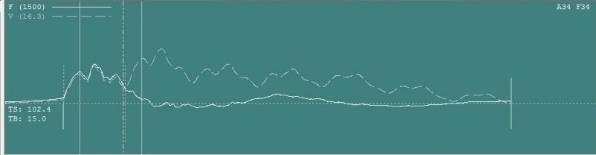 F (1500)
A34 F34
V (16.3)
TS: 102.4
TB: 15.0